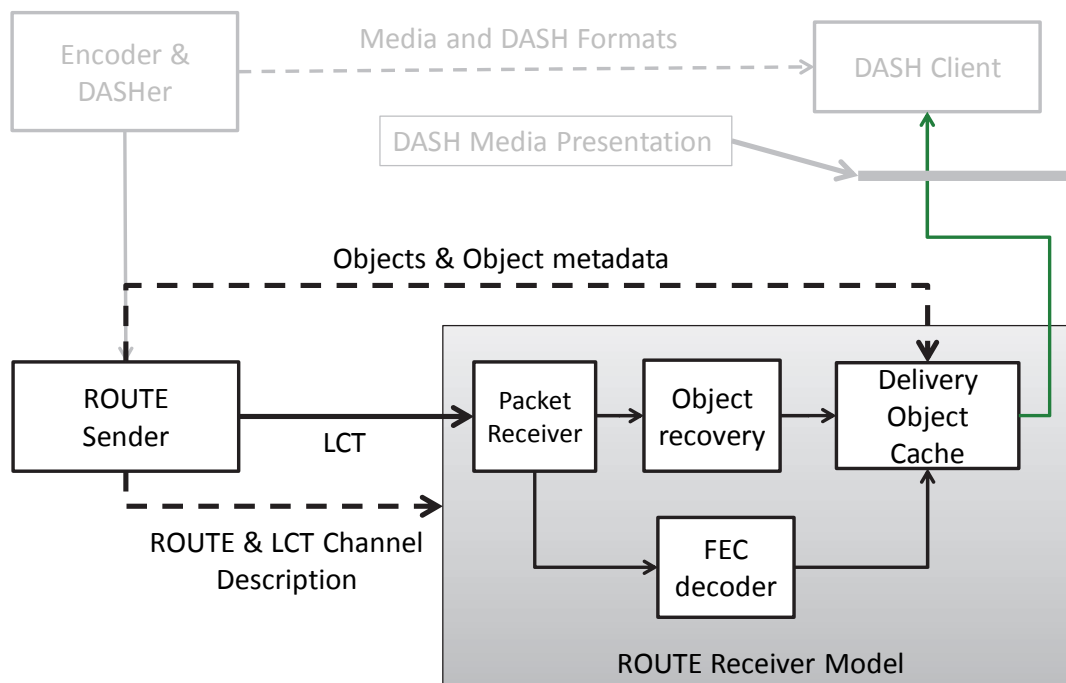 Encoder &
DASHer
Media and DASH Formats
DASH Client
DASH Media Presentation
Objects & Object metadata
ROUTE
Sender
LCT
Packet
Receiver
Object
recovery
Delivery
Object
Cache
ROUTE & LCT Channel
Description
FEC
decoder
ROUTE Receiver Model